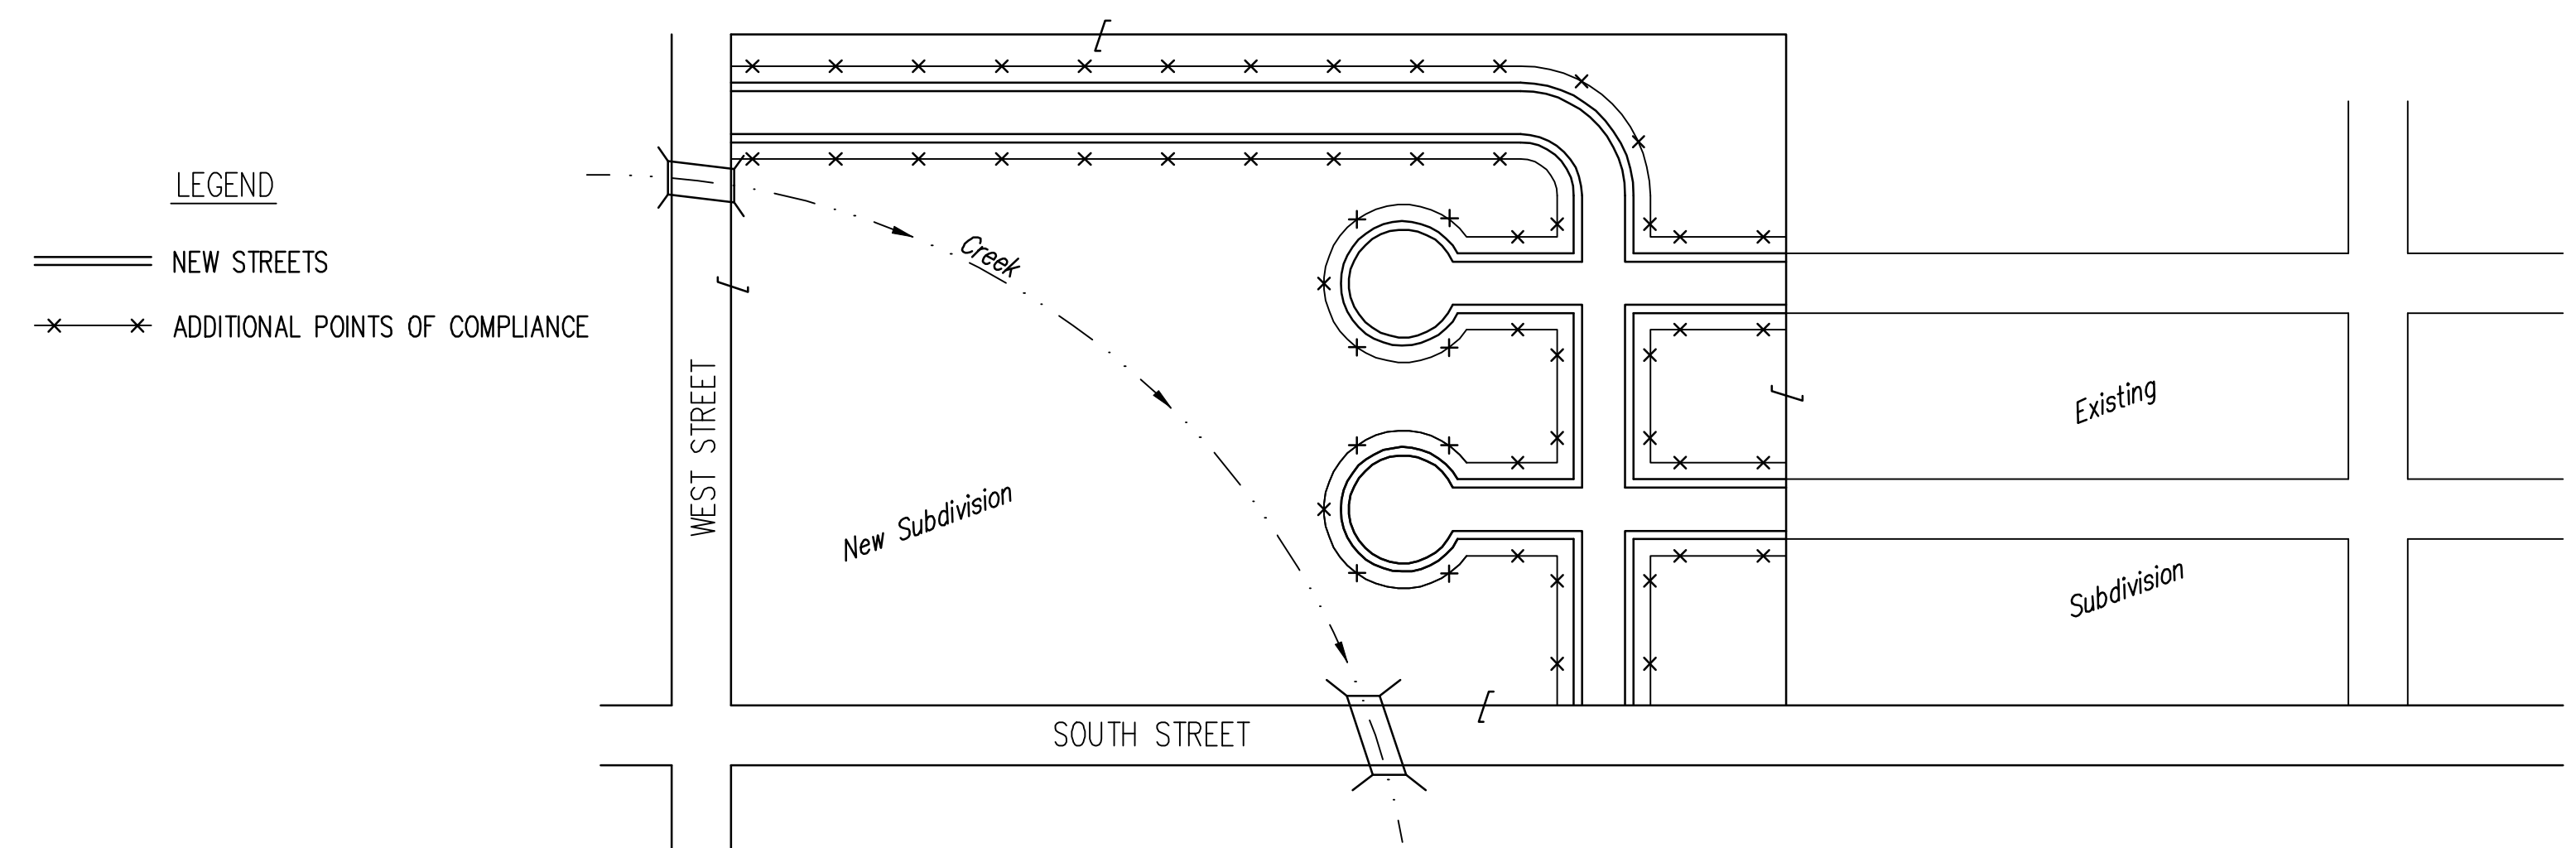 LEGEND
NEW STREETS
ADDITIONAL POINTS OF COMPLIANCE
Creek
WEST STREET
New Subdivision
Existing
Subdivision
SOUTH STREET